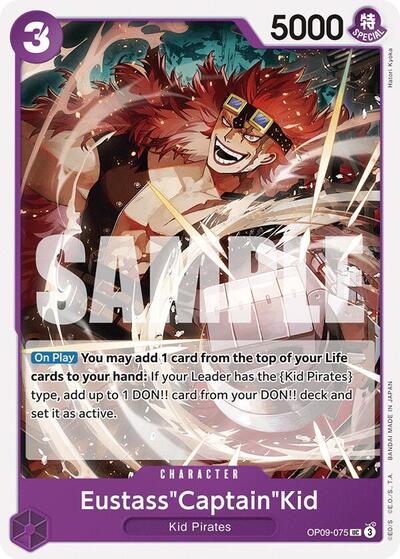 3
5000
特
SPECIAL
Hatori Kyoka
SAMPLE
On Play You may add 1 card from the top of your Life
cards to your hand: If your Leader has the {Kid Pirates}
type, add up to 1 DON!! card from your DON!! deck and
set it as active.
CHARACTER
Eustass"Captain"Kid
Kid Pirates
OP09-075 UC 3
©E.O./S. ©E.O./S., T.A. BANDAI MADE IN JAPAN